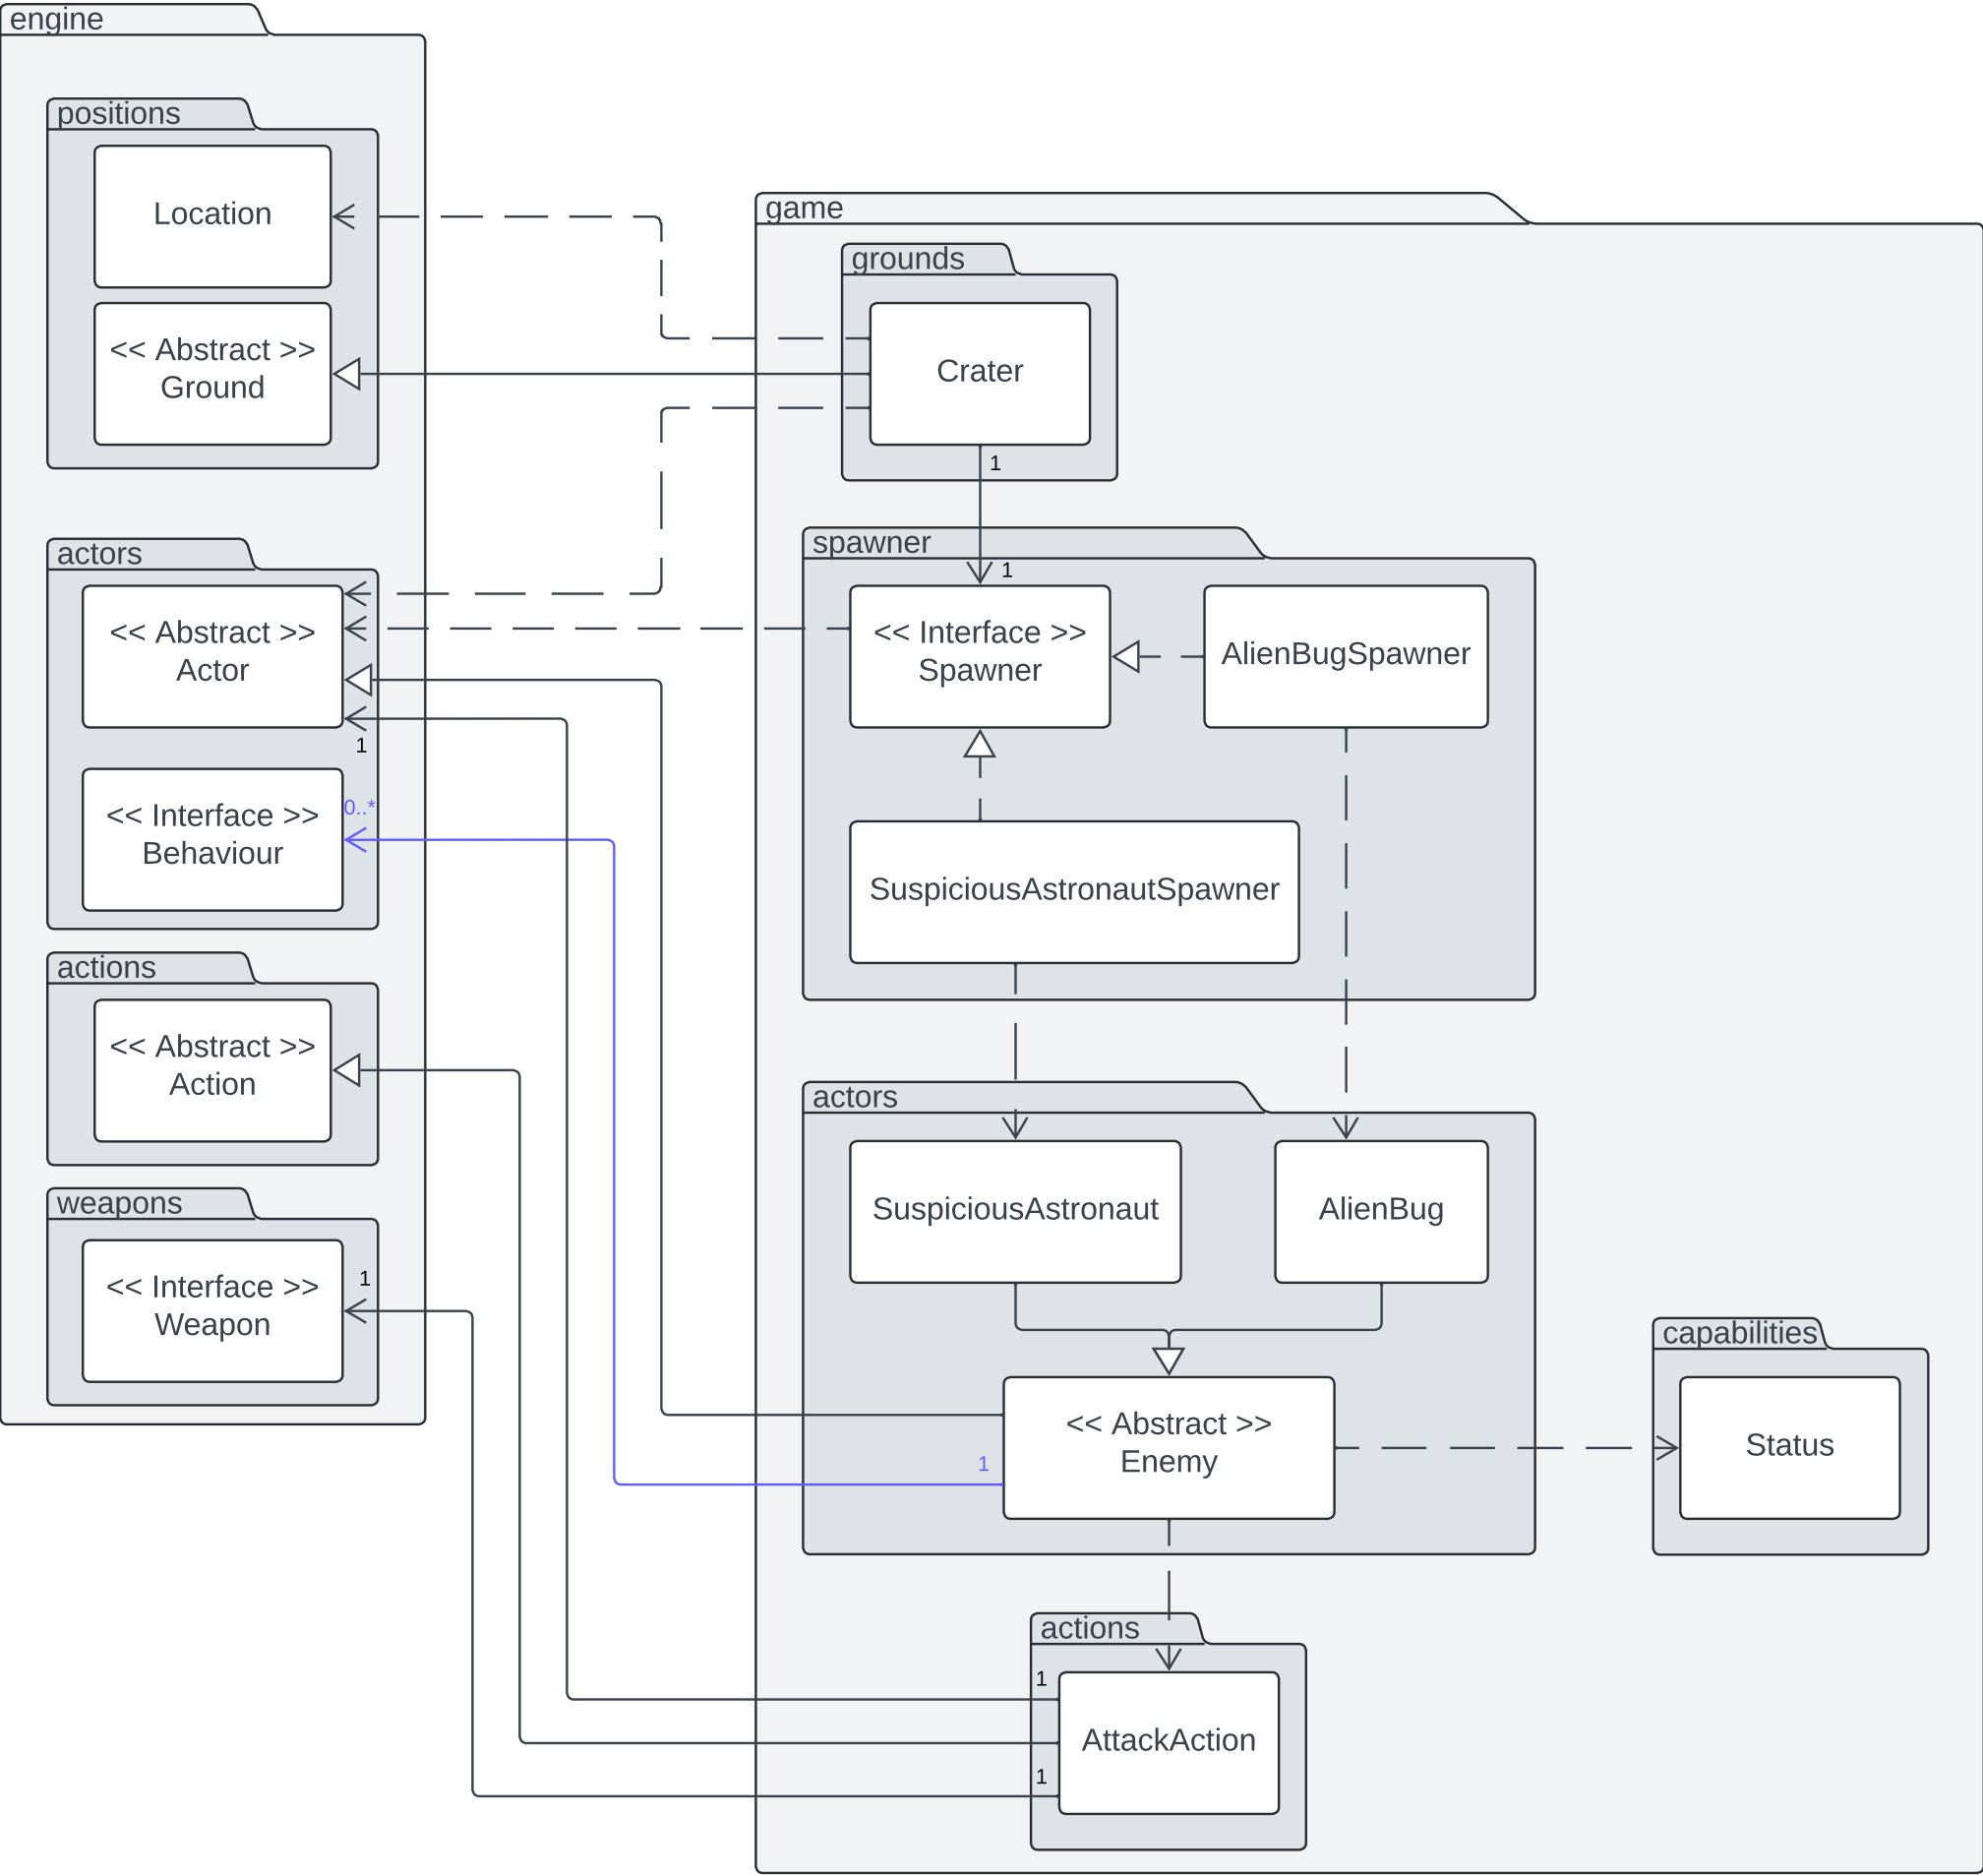 engine
positions
Location
<< Abstract >>
Ground
actors
<< Abstract >>
Actor
1
<< Interface >>
Behaviour
0..*
actions
<< Abstract >>
Action
weapons
<< Interface >>
Weapon
1
game
grounds
Crater
1
spawner
1
<< Interface >>
Spawner
AlienBugSpawner
SuspiciousAstronautSpawner
actors
SuspiciousAstronaut
AlienBug
<< Abstract >>
Enemy
1
capabilities
Status
actions
1
AttackAction
1